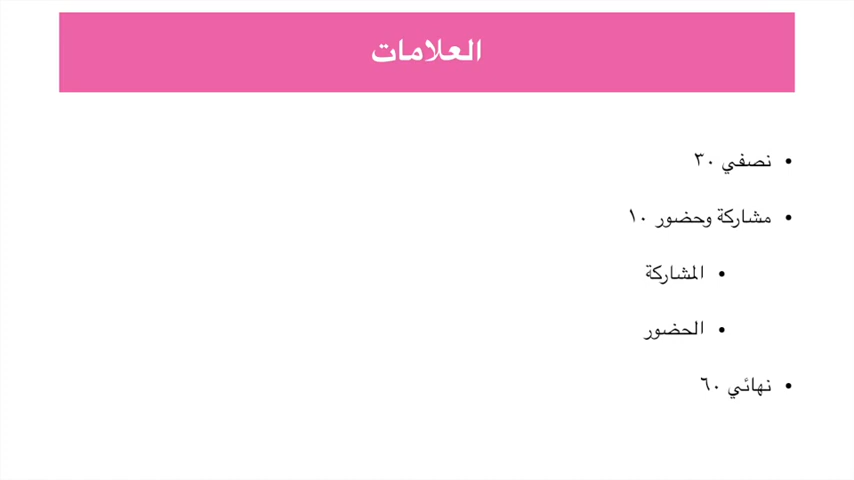 العلامات
• نصفي ٣٠
• مشاركة وحضور ١٠
• المشاركة
• الحضور
• نهائي ٦٠